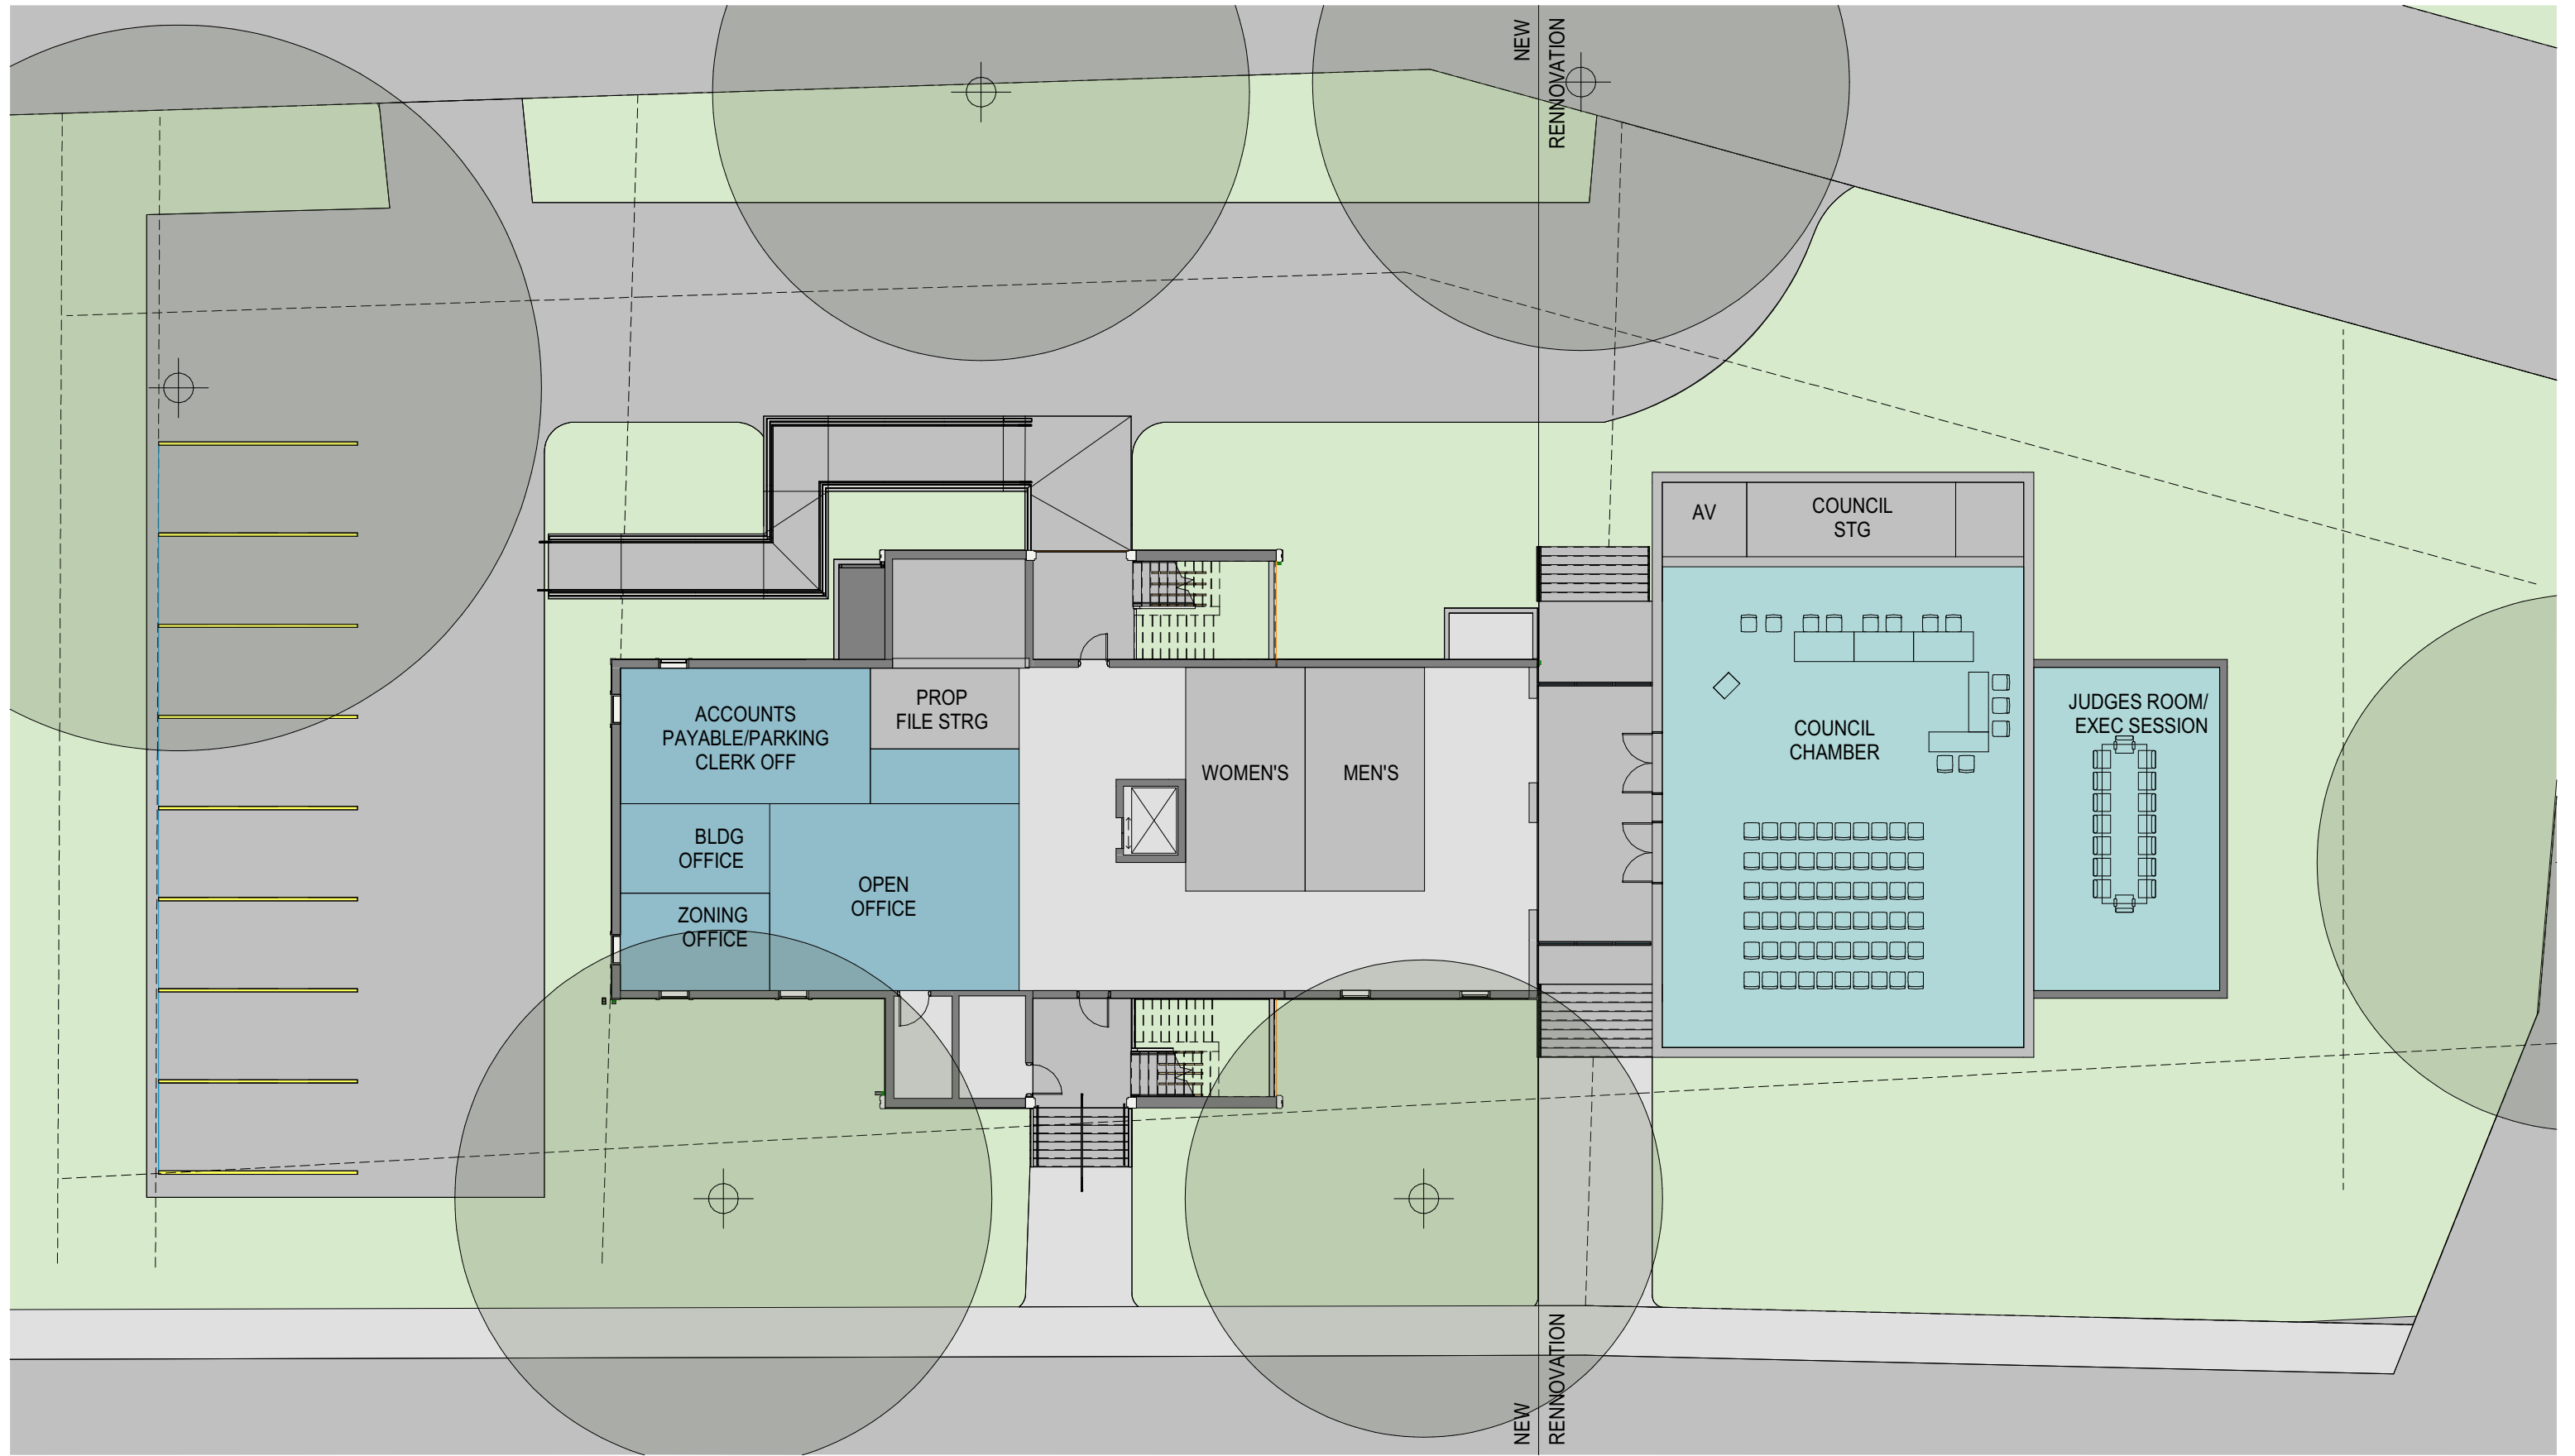 NEW
RENNOVATION
AV
COUNCIL
STG
ACCOUNTS
PAYABLE/PARKING
CLERK OFF
PROP
FILE STRG
BLDG
OFFICE
ZONING
OFFICE
OPEN
OFFICE
WOMEN'S
MEN'S
COUNCIL
CHAMBER
JUDGES ROOM/
EXEC SESSION
NEW
RENNOVATION